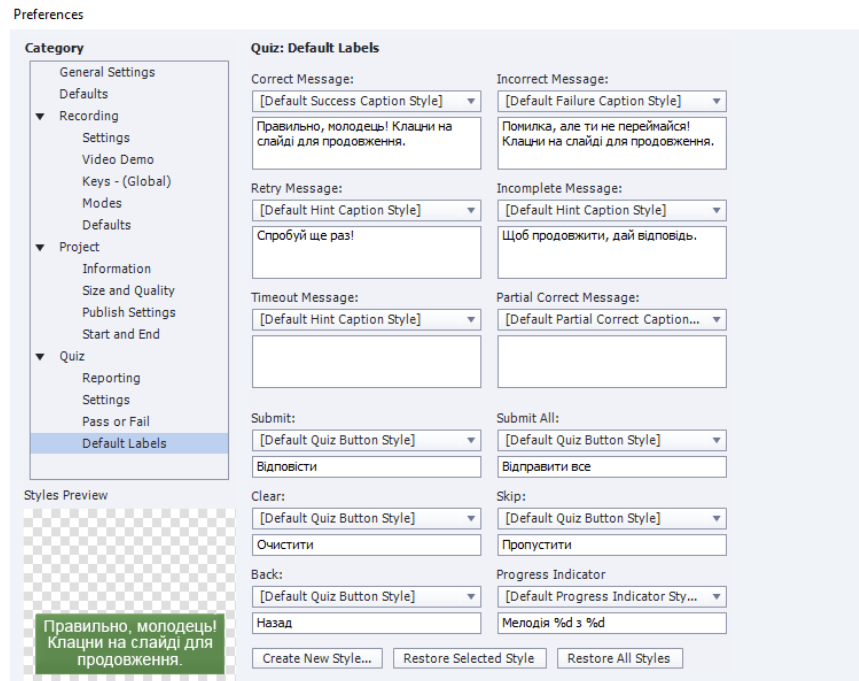 Preferences
Category
General Settings
Defaults
Recording
Settings
Video Demo
Keys - (Global)
Modes
Defaults
Project
Information
Size and Quality
Publish Settings
Start and End
Quiz
Reporting
Settings
Pass or Fail
Default Labels
Styles Preview
Правильно, молодець!
Клацни на слайді для
продовження.
Quiz: Default Labels
Correct Message:
[Default Success Caption Style]
Правильно, молодець! Клацни на
слайді для продовження.
Incorrect Message:
[Default Failure Caption Style]
Помилка, але ти не переймайся!
Клацни на слайді для продовження.
Retry Message:
[Default Hint Caption Style]
Спробуй ще раз!
Incomplete Message:
[Default Hint Caption Style]
Щоб продовжити, дай відповідь.
Timeout Message:
[Default Hint Caption Style]
Partial Correct Message:
[Default Partial Correct Caption...
Submit:
[Default Quiz Button Style]
Відповісти
Submit All:
[Default Quiz Button Style]
Відправити все
Clear:
[Default Quiz Button Style]
Очистити
Skip:
[Default Quiz Button Style]
Пропустити
Back:
[Default Quiz Button Style]
Назад
Progress Indicator
[Default Progress Indicator Sty...
Мелодія %d з %d
Create New Style...
Restore Selected Style
Restore All Styles